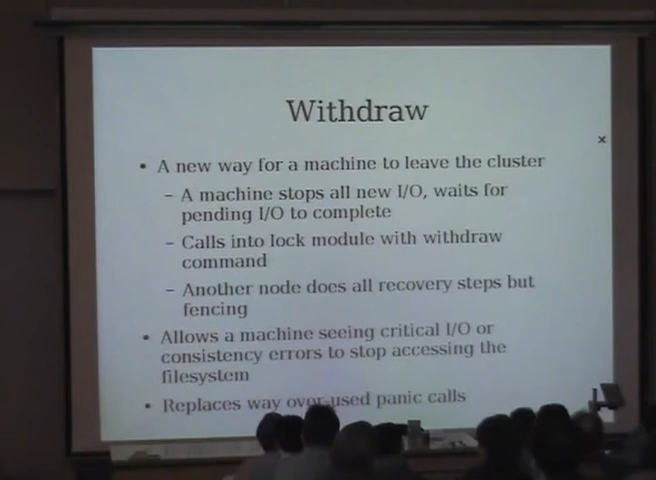 Withdraw
• A new way for a machine to leave the cluster
– A machine stops all new I/O, waits for
pending I/O to complete
– Calls into lock module with withdraw
command
– Another node does all recovery steps but
fencing
• Allows a machine seeing critical I/O or
consistency errors to stop accessing the
filesystem
• Replaces way over-used panic calls